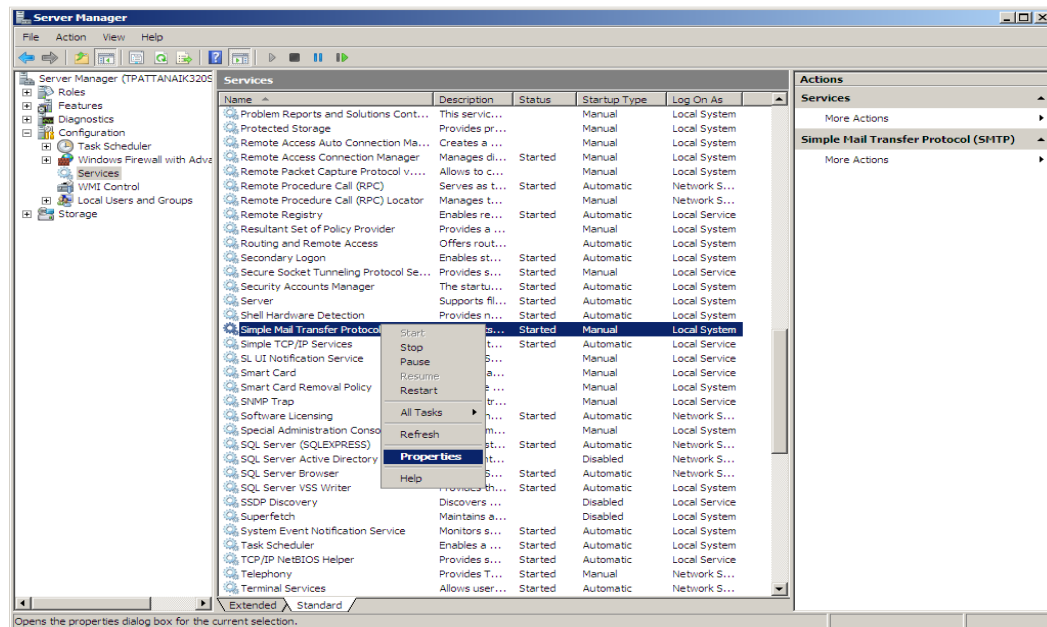 Server Manager
File Action View Help
Server Manager (TPATTANAIK320S
Roles
Features
Diagnostics
Configuration
Task Scheduler
Windows Firewall with Adva
Services
WMI Control
Local Users and Groups
Storage
Services
Name Description Status Startup Type Log On As
Problem Reports and Solutions Cont... This servic... Manual Local System
Protected Storage Provides pr... Manual Local System
Remote Access Auto Connection Ma... Creates a ... Manual Local System
Remote Access Connection Manager Manages di... Started Manual Local System
Remote Packet Capture Protocol v.... Allows to c... Manual Local System
Remote Procedure Call (RPC) Serves as t... Started Automatic Network S...
Remote Procedure Call (RPC) Locator Manages t... Manual Network S...
Remote Registry Enables re... Started Automatic Local Service
Resultant Set of Policy Provider Provides a ... Manual Local System
Routing and Remote Access Offers rout... Automatic Local System
Secondary Logon Enables st... Started Automatic Local System
Secure Socket Tunneling Protocol Se... Provides s... Started Manual Local Service
Security Accounts Manager The startu... Started Automatic Local System
Server Supports fil... Started Automatic Local System
Shell Hardware Detection Provides n... Started Automatic Local System
Simple Mail Transfer Protocol Started Manual Local System
Simple TCP/IP Services t... Started Automatic Local Service
SL UI Notification Service S... Manual Local Service
Smart Card a... Manual Local Service
Smart Card Removal Policy ... Manual Local System
SNMP Trap tr... Manual Local Service
Software Licensing n... Started Automatic Network S...
Special Administration Conso m... Manual Local System
SQL Server (SQLEXPRESS) st... Started Automatic Network S...
SQL Server Active Directory nt... Disabled Network S...
SQL Server Browser S... Started Automatic Network S...
SQL Server VSS Writer Provides th... Started Automatic Local System
SSDP Discovery Discovers ... Disabled Local Service
Superfetch Maintains a... Disabled Local System
System Event Notification Service Monitors s... Started Automatic Local System
Task Scheduler Enables a ... Started Automatic Local System
TCP/IP NetBIOS Helper Provides s... Started Automatic Local Service
Telephony Provides T... Started Manual Network S...
Terminal Services Allows user... Started Automatic Network S...
Start
Stop
Pause
Resume
Restart
All Tasks
Refresh
Properties
Help
Extended Standard
Actions
Services
More Actions
Simple Mail Transfer Protocol (SMTP)
More Actions
Opens the properties dialog box for the current selection.